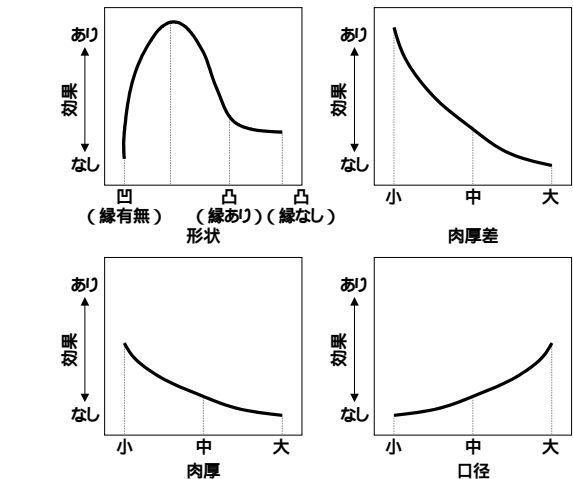 あり
効果
なし
凹
(縁有無)
凸
(縁あり)
凸
(縁なし)
形状
あり
効果
なし
小
中
大
肉厚差
あり
効果
なし
小
中
大
肉厚
あり
効果
なし
小
中
大
口径